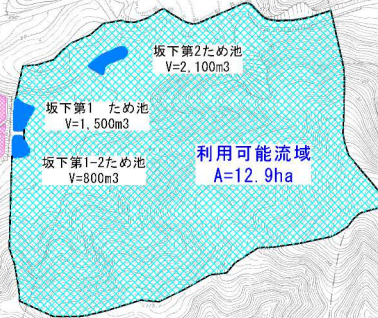 坂下第2ため池
V=2,100m3
坂下第1　ため池
V=1,500m3
坂下第1-2ため池
V=800m3
利用可能流域
A=12.9ha